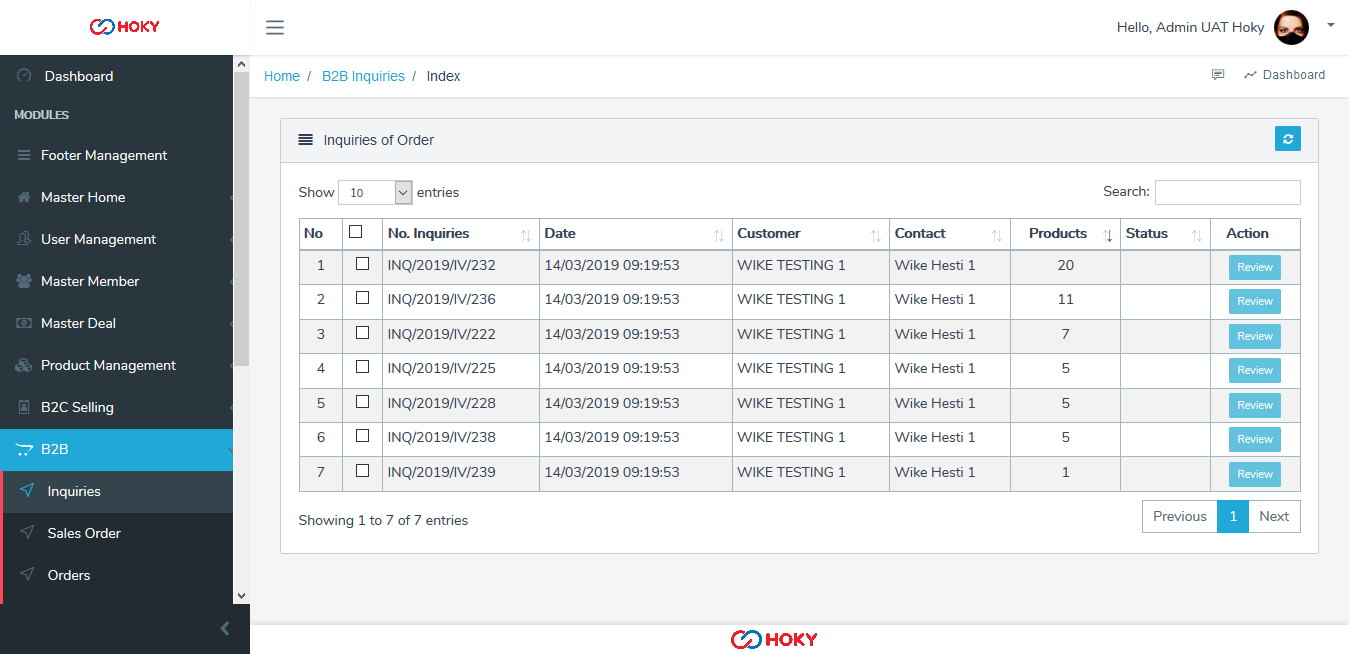 HOKY
Hello, Admin UAT Hoky
Dashboard
MODULES
Footer Management
Master Home
User Management
Master Member
Master Deal
Product Management
B2C Selling
B2B
Inquiries
Sales Order
Orders
Home / B2B Inquiries / Index
Dashboard
Inquiries of Order
Show 10 entries
Search:
No No. Inquiries Date Customer Contact Products Status Action
1 INQ/2019/IV/232 14/03/2019 09:19:53 WIKE TESTING 1 Wike Hesti 1 20 Review
2 INQ/2019/IV/236 14/03/2019 09:19:53 WIKE TESTING 1 Wike Hesti 1 11 Review
3 INQ/2019/IV/222 14/03/2019 09:19:53 WIKE TESTING 1 Wike Hesti 1 7 Review
4 INQ/2019/IV/225 14/03/2019 09:19:53 WIKE TESTING 1 Wike Hesti 1 5 Review
5 INQ/2019/IV/228 14/03/2019 09:19:53 WIKE TESTING 1 Wike Hesti 1 5 Review
6 INQ/2019/IV/238 14/03/2019 09:19:53 WIKE TESTING 1 Wike Hesti 1 5 Review
7 INQ/2019/IV/239 14/03/2019 09:19:53 WIKE TESTING 1 Wike Hesti 1 1 Review
Showing 1 to 7 of 7 entries
Previous 1 Next
HOKY